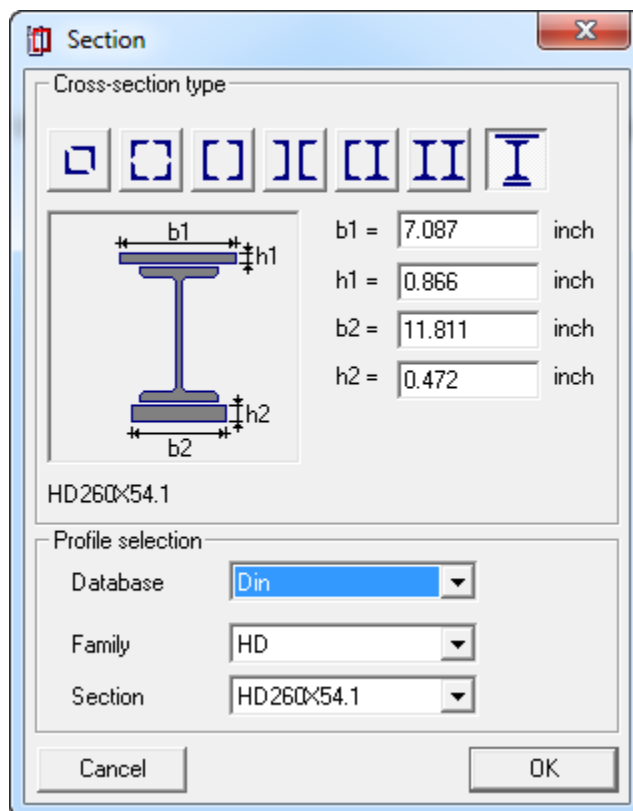 Section
Cross-section type
b1
h1
h2
b2
b1 = 7.087 inch
h1 = 0.866 inch
b2 = 11.811 inch
h2 = 0.472 inch
HD260X54.1
Profile selection
Database Din
Family HD
Section HD260X54.1
Cancel OK